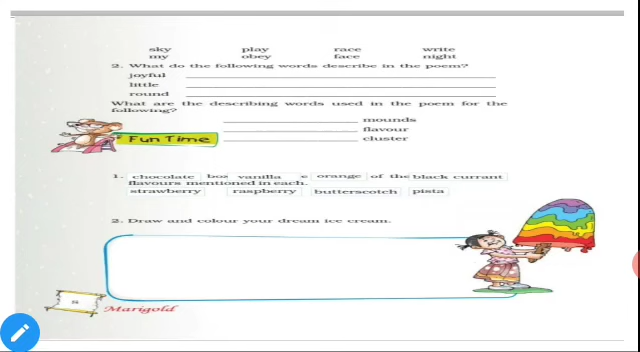 sky play race write
my obey face night
2. What do the following words describe in the poem?
joyful
little
round
What are the describing words used in the poem for the
following?
mounds
flavour
cluster
Fun Time
1. chocolate box vanilla e orange of the black currant
flavours mentioned in each.
strawberry raspberry butterscotch pista
2. Draw and colour your dream ice cream.
8
Marigold